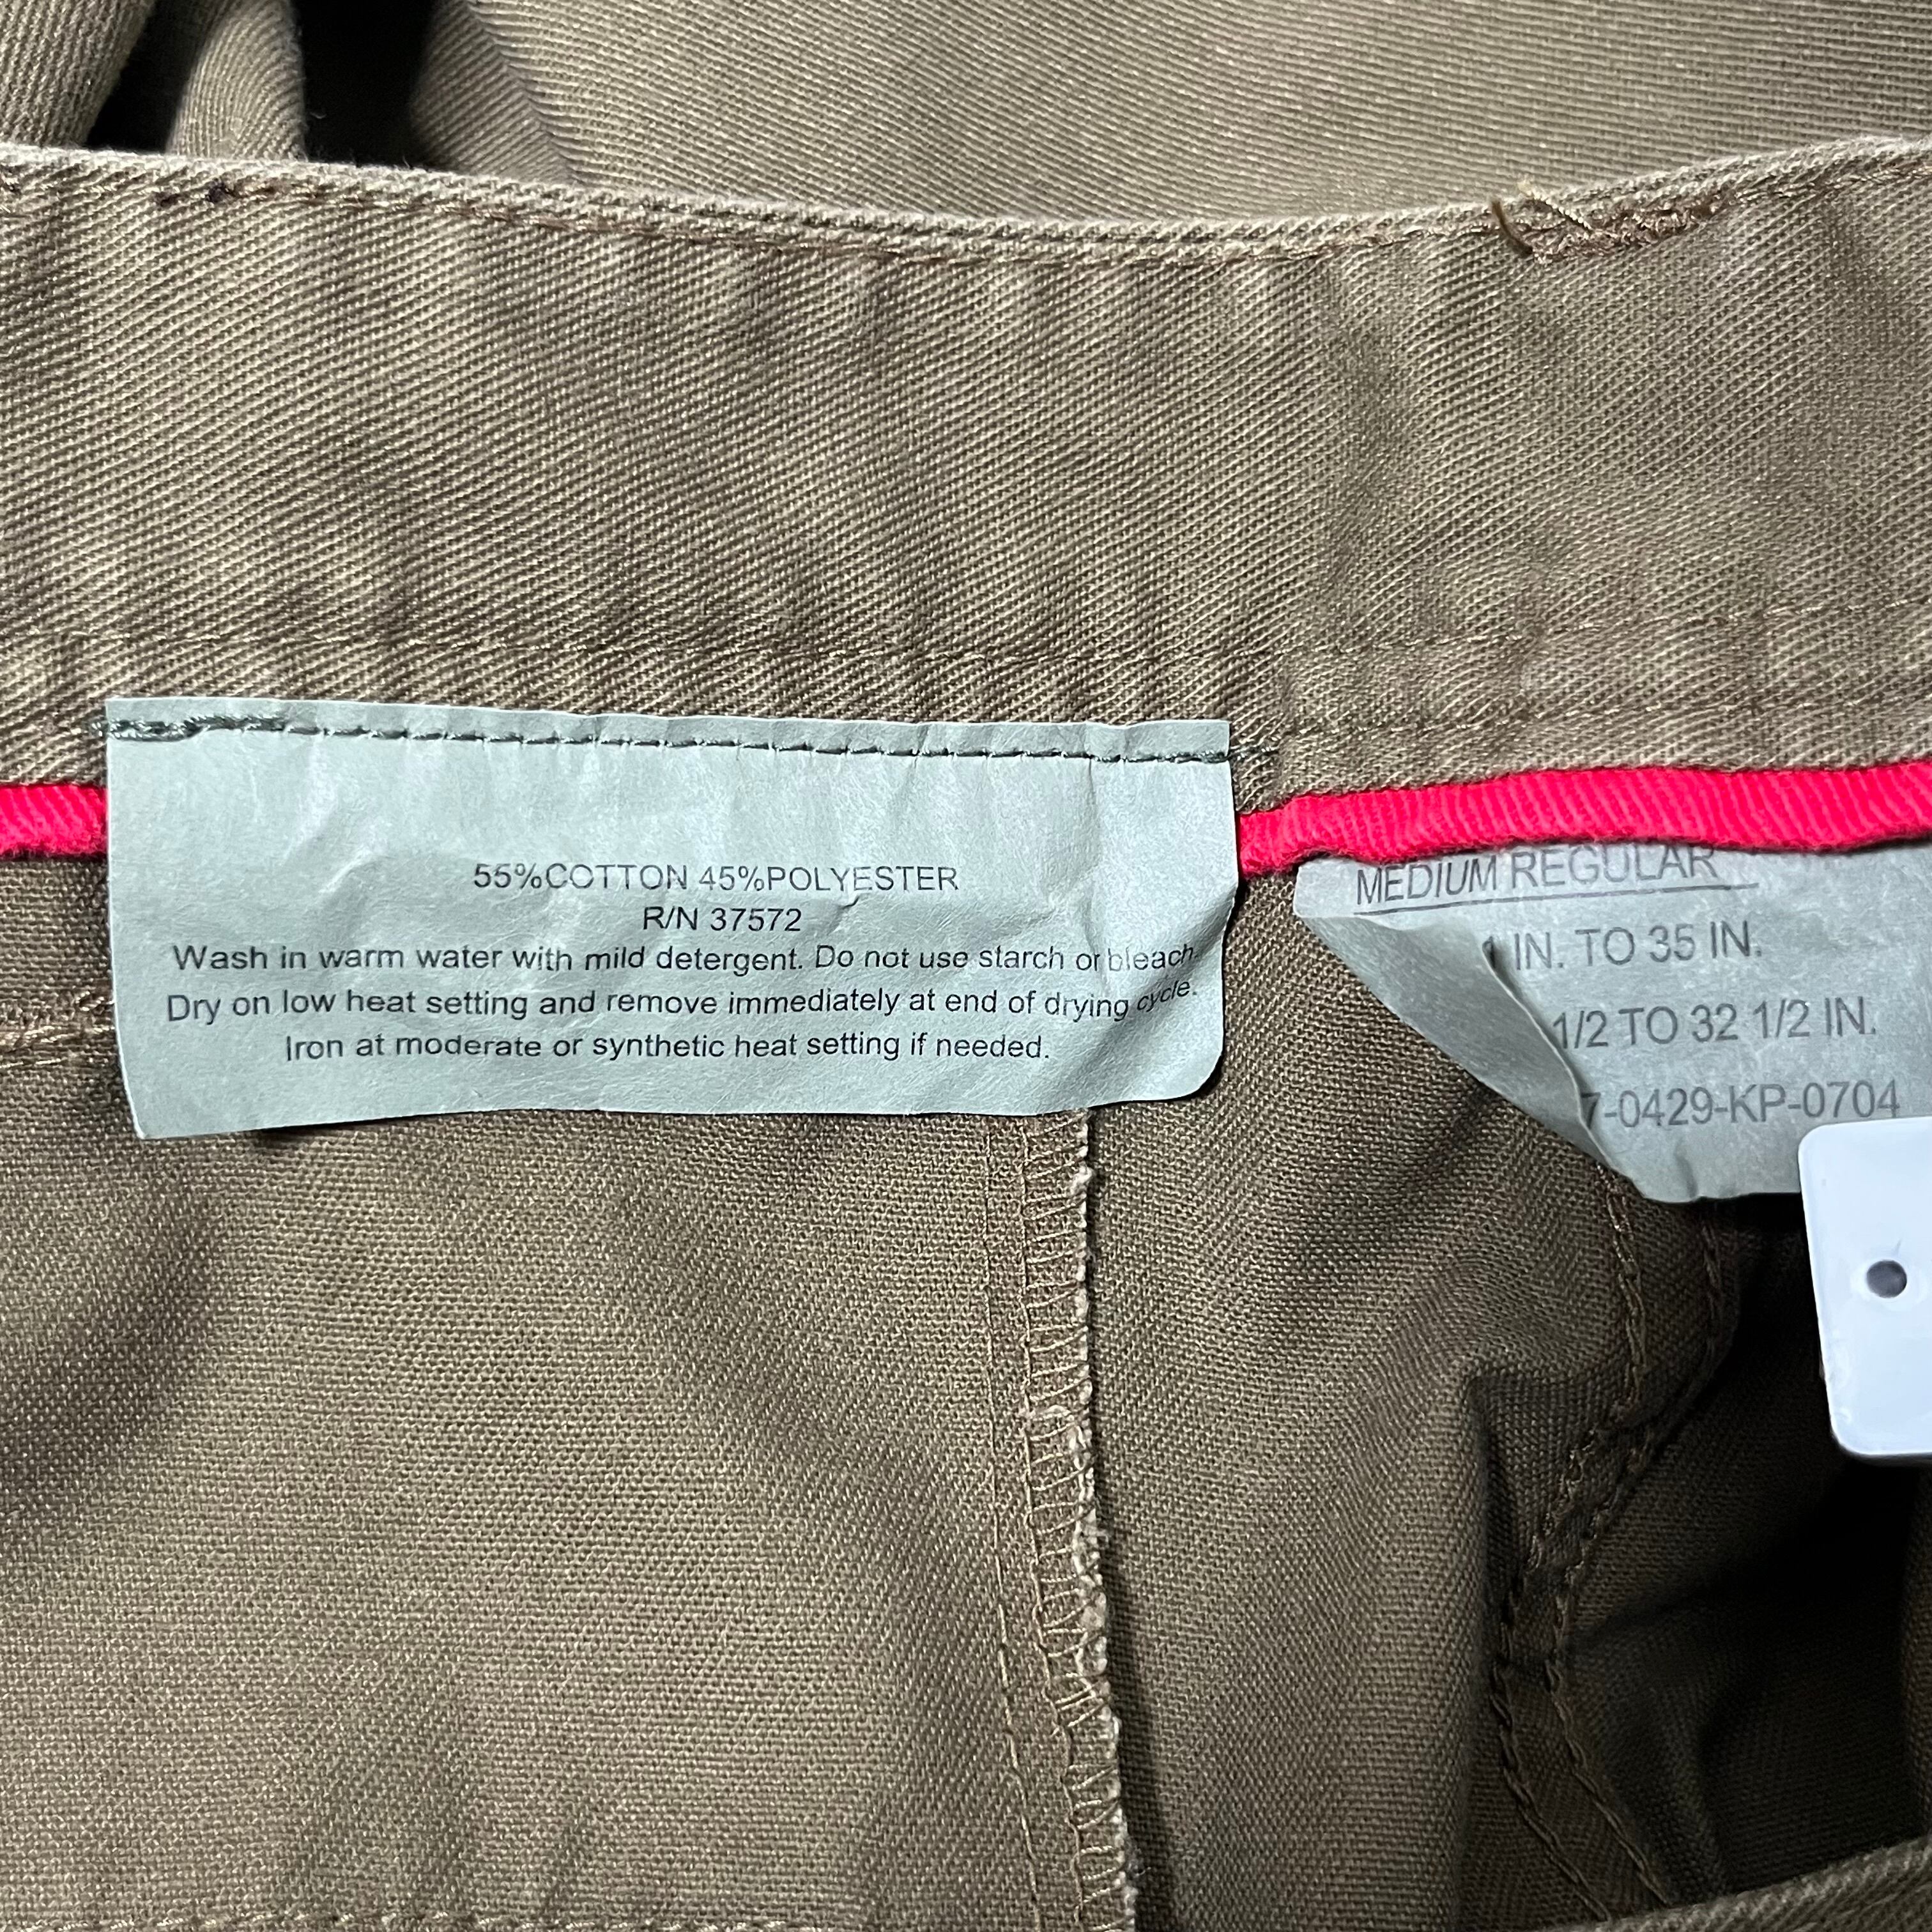 55%COTTON 45%POLYESTER
R/N 37572
Wash in warm water with mild detergent. Do not use starch or bleach.
Dry on low heat setting and remove immediately at end of drying cycle.
Iron at moderate or synthetic heat setting if needed.
MEDIUM REGULAR
1 IN. TO 35 IN.
1/2 TO 32 1/2 IN.
7-0429-KP-0704